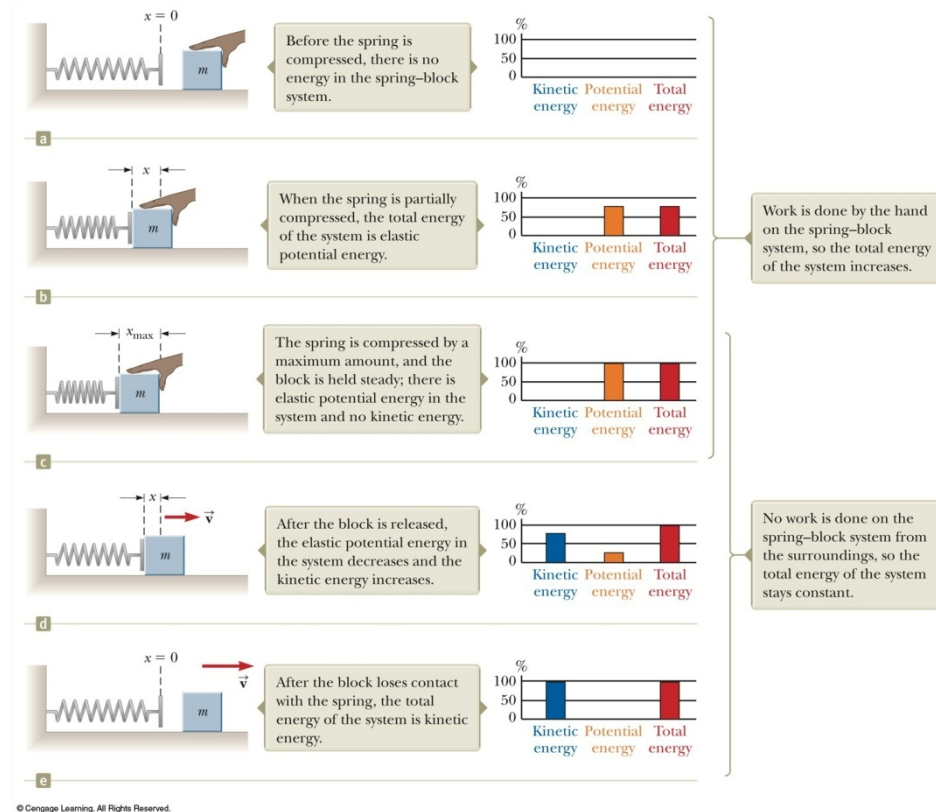 x = 0
m
Before the spring is
compressed, there is no
energy in the spring–block
system.
%
100
50
0
Kinetic Potential Total
energy energy energy
a
x
m
When the spring is partially
compressed, the total energy
of the system is elastic
potential energy.
%
100
50
0
Kinetic Potential Total
energy energy energy
b
Work is done by the hand
on the spring–block
system, so the total energy
of the system increases.
xmax
m
The spring is compressed by a
maximum amount, and the
block is held steady; there is
elastic potential energy in the
system and no kinetic energy.
%
100
50
0
Kinetic Potential Total
energy energy energy
c
x
v
m
After the block is released,
the elastic potential energy in
the system decreases and the
kinetic energy increases.
%
100
50
0
Kinetic Potential Total
energy energy energy
d
No work is done on the
spring–block system from
the surroundings, so the
total energy of the system
stays constant.
x = 0
v
m
After the block loses contact
with the spring, the total
energy of the system is kinetic
energy.
%
100
50
0
Kinetic Potential Total
energy energy energy
e
© Cengage Learning. All Rights Reserved.